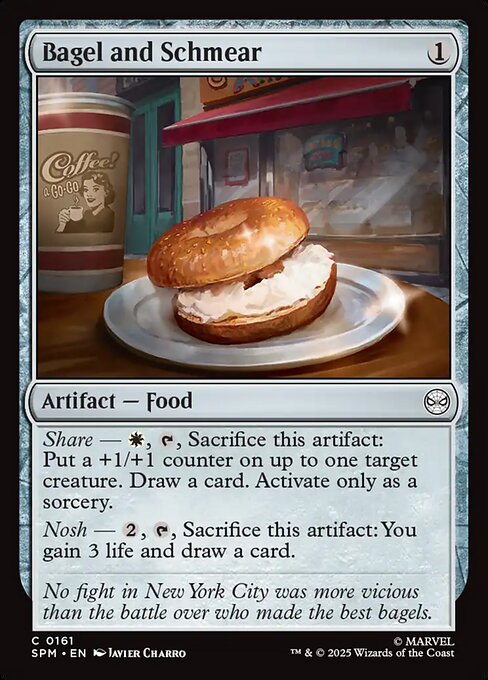 Bagel and Schmear 1
Coffee!
a Go-Go
Artifact — Food
Share — , , Sacrifice this artifact:
Put a +1/+1 counter on up to one target
creature. Draw a card. Activate only as a
sorcery.
Nosh — 2, , Sacrifice this artifact: You
gain 3 life and draw a card.
No fight in New York City was more vicious
than the battle over who made the best bagels.
C 0161
SPM • EN Javier Charro
© MARVEL
™ & © 2025 Wizards of the Coast